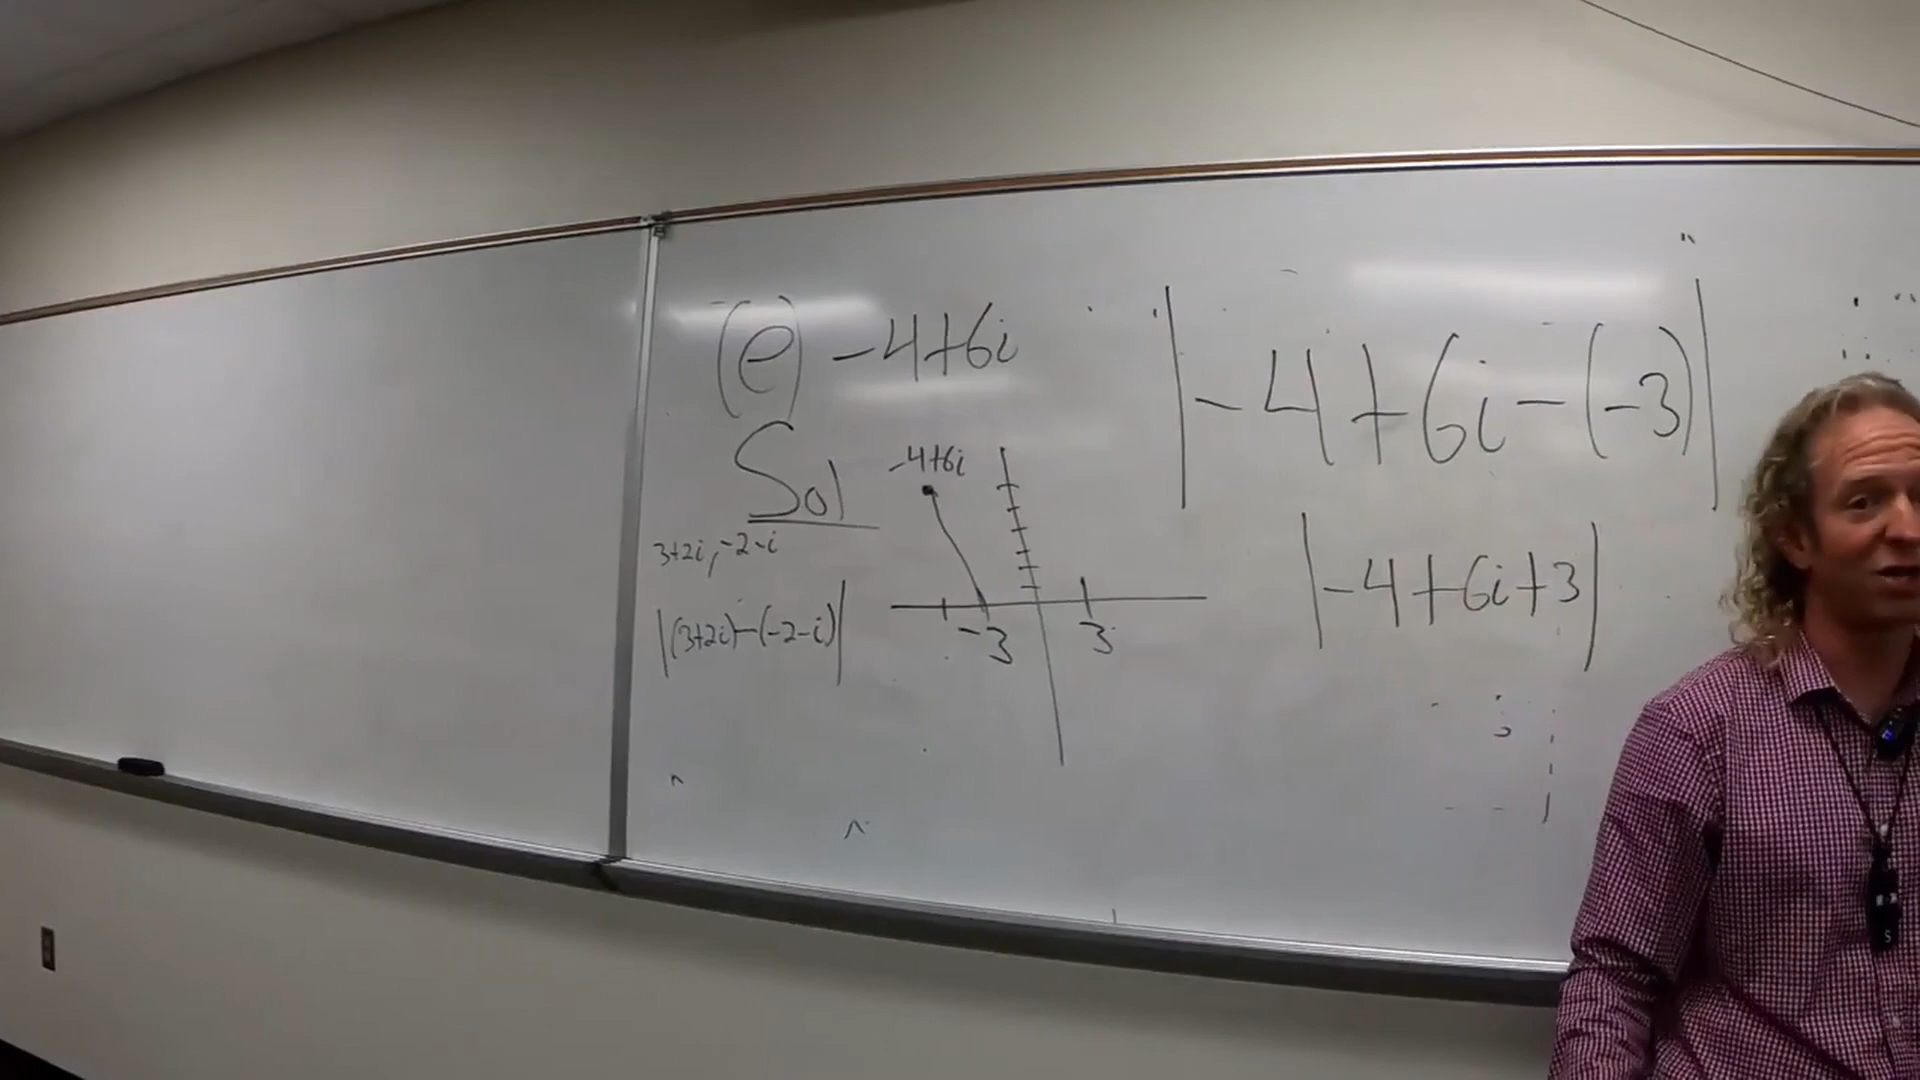 (e) -4+6i
Sol
3+2i, -2-i
|(3+2i)-(-2-i)|
-4+6i
-3
3
|-4+6i-(-3)|
|-4+6i+3|
S